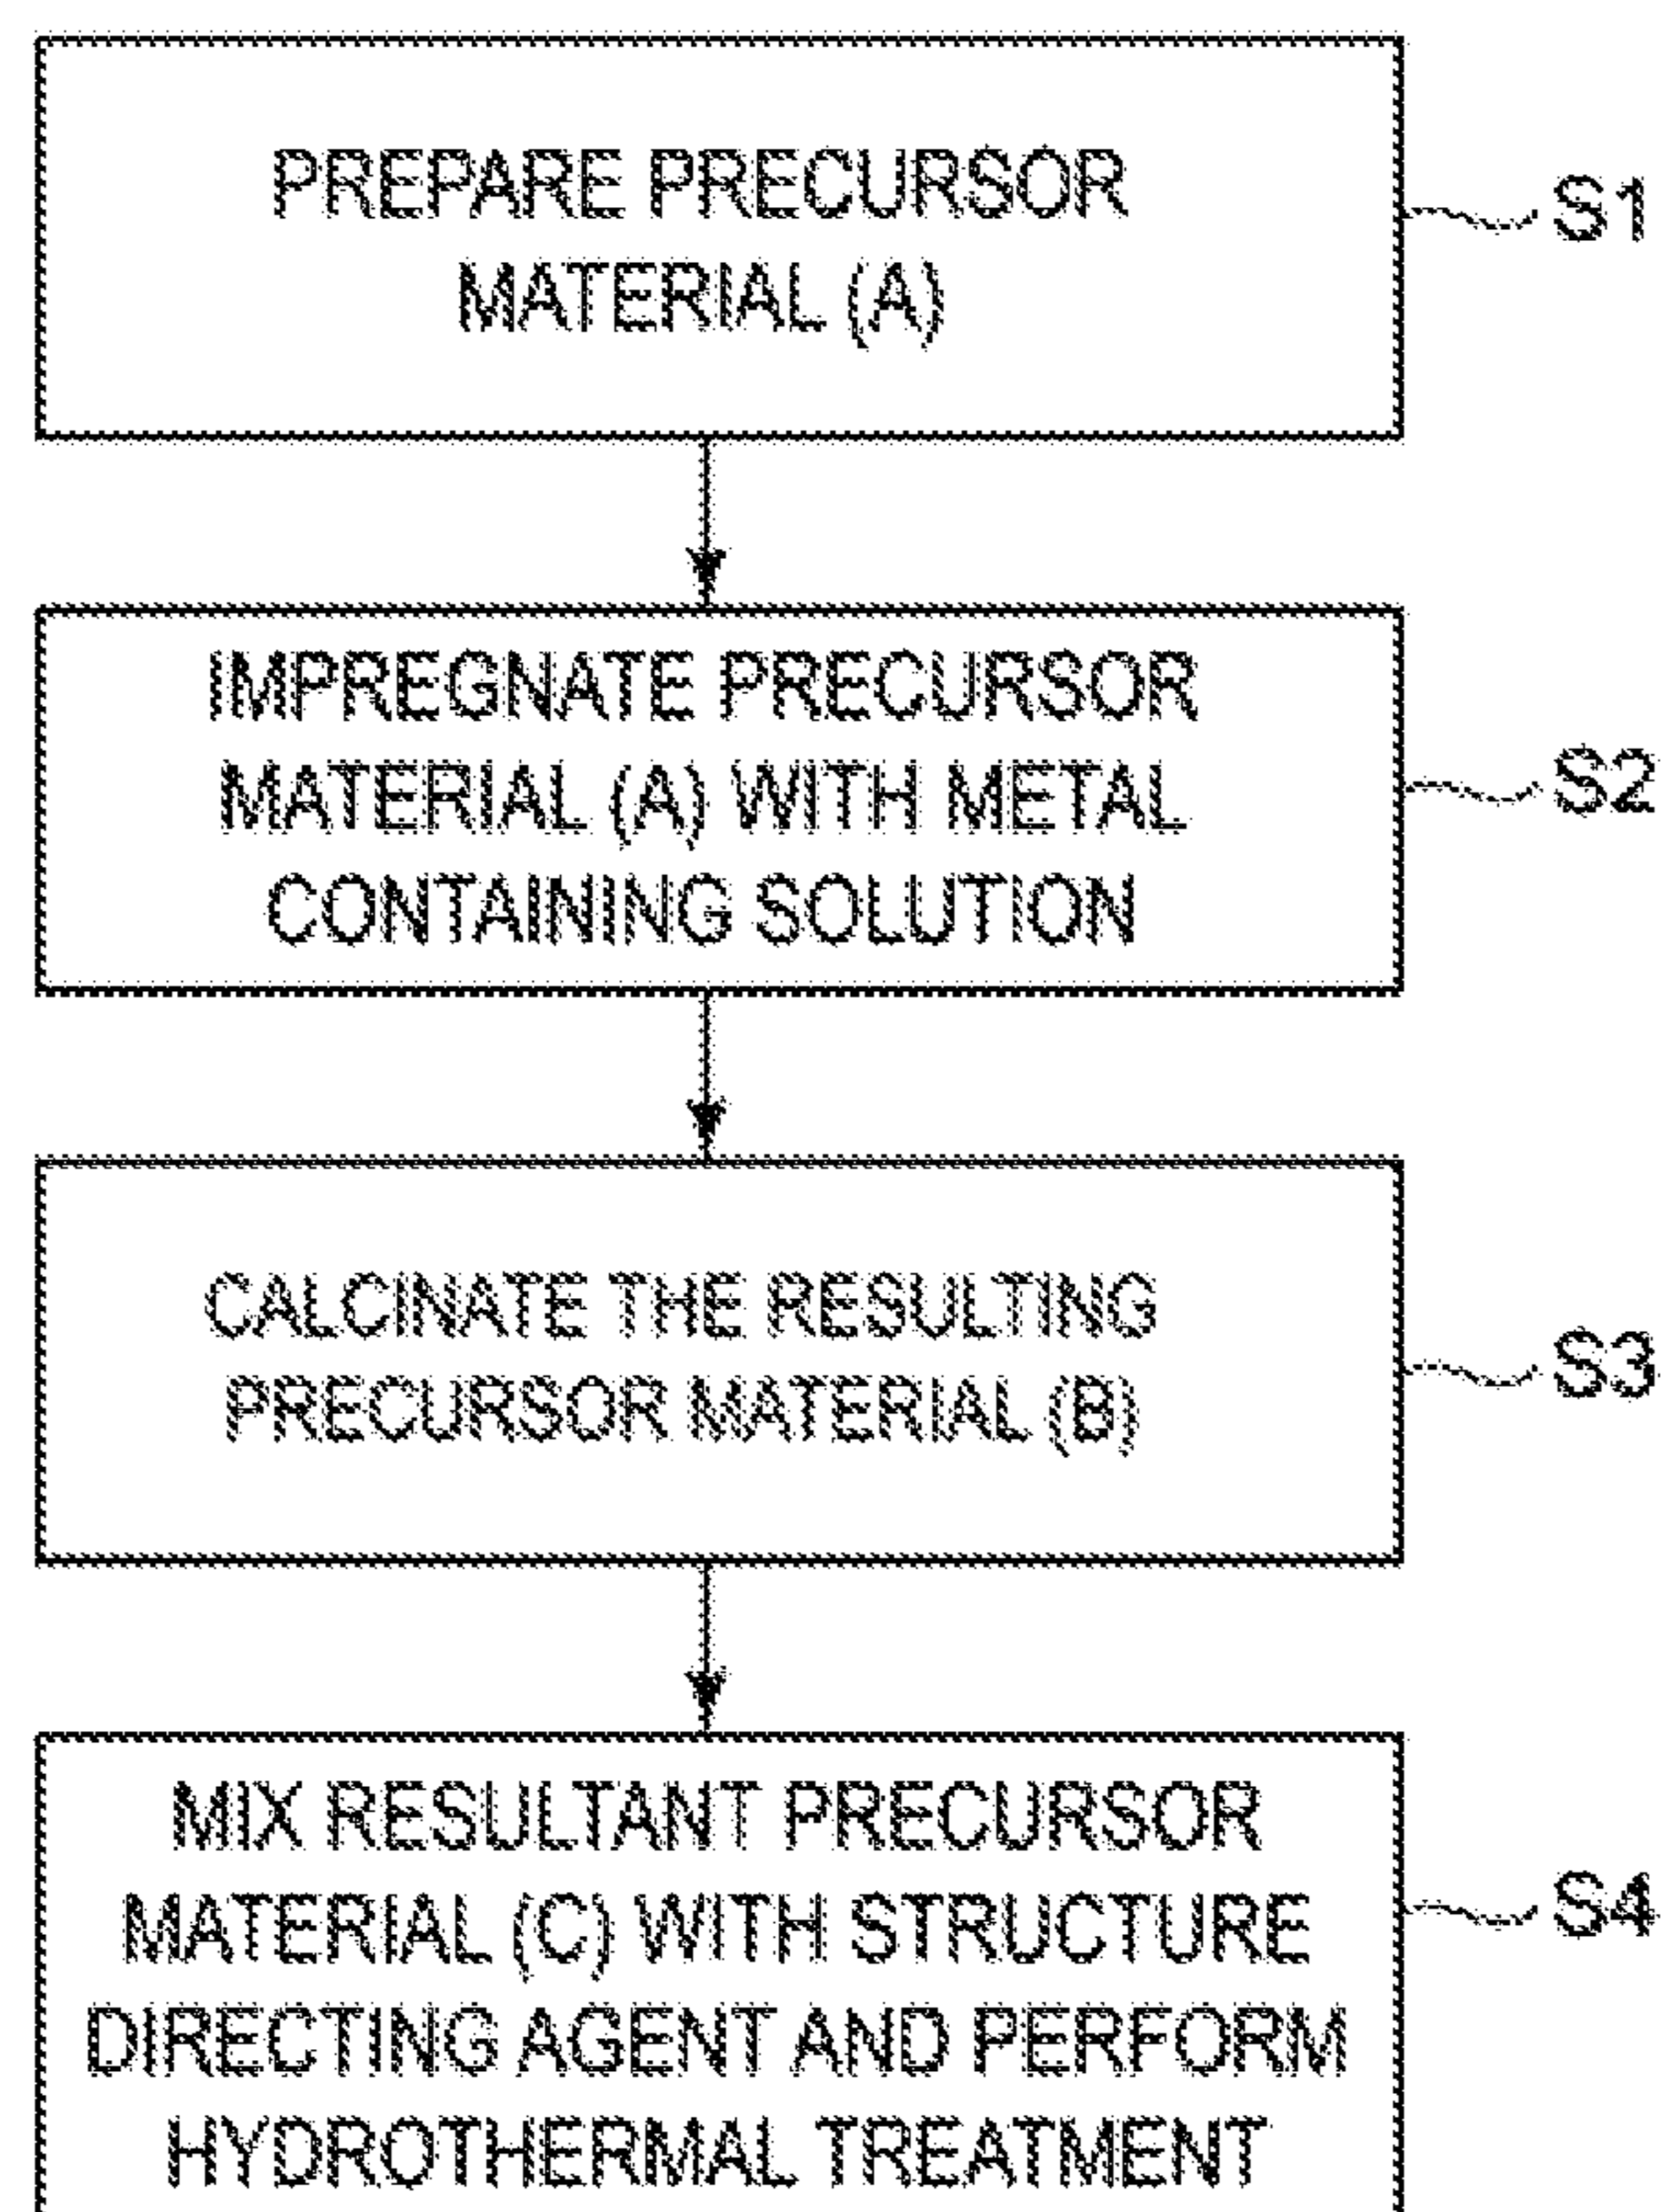 PREPARE PRECURSOR
MATERIAL (A)
S1
IMPREGNATE PRECURSOR
MATERIAL (A) WITH METAL
CONTAINING SOLUTION
S2
CALCINATE THE RESULTING
PRECURSOR MATERIAL (B)
S3
MIX RESULTANT PRECURSOR
MATERIAL (C) WITH STRUCTURE
DIRECTING AGENT AND PERFORM
HYDROTHERMAL TREATMENT
S4